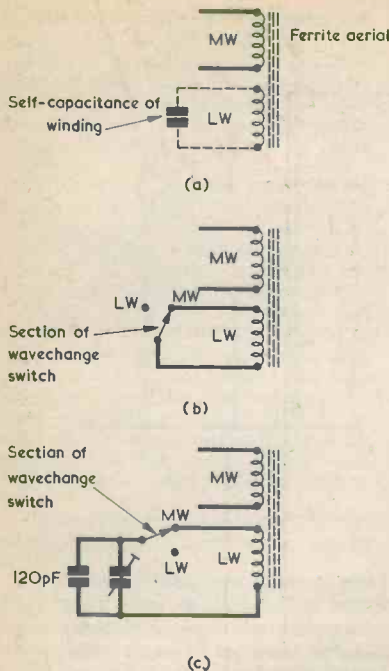 MW
Ferrite aerial
Self-capacitance of
winding
LW
(a)
MW
LW
MW
Section of
wavechange
switch
LW
(b)
Section of
wavechange
switch
MW
MW
120pF
LW
LW
(c)